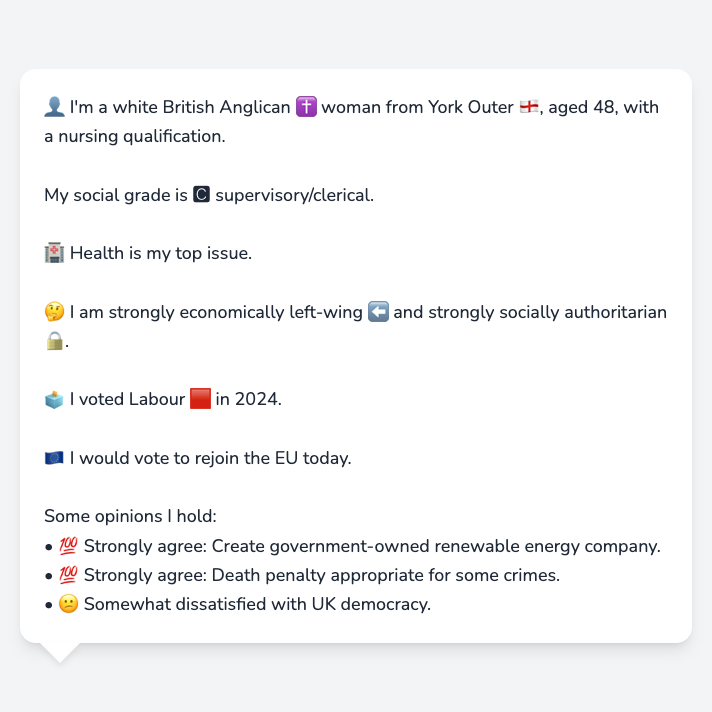 👤 I'm a white British Anglican ✝️ woman from York Outer 🏴󠁧󠁢󠁥󠁮󠁧󠁿, aged 48, with
a nursing qualification.
My social grade is 🅲 supervisory/clerical.
🏥 Health is my top issue.
🤔 I am strongly economically left-wing ⬅️ and strongly socially authoritarian
🔒.
🗳️ I voted Labour 🟥 in 2024.
🇪🇺 I would vote to rejoin the EU today.
Some opinions I hold:
• 💯 Strongly agree: Create government-owned renewable energy company.
• 💯 Strongly agree: Death penalty appropriate for some crimes.
• 😕 Somewhat dissatisfied with UK democracy.